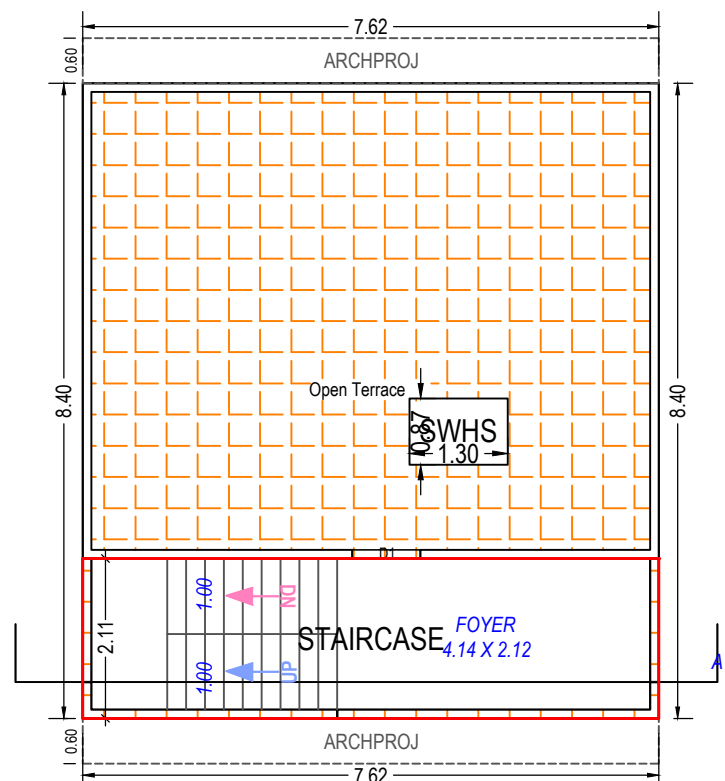 7.62
0.60
ARCHPROJ
8.40
8.40
Open Terrace
0.87
SWHS
1.30
D1
2.11
1.00
DN
STAIRCASE
FOYER
4.14 X 2.12
1.00
UP
A
0.60
ARCHPROJ
7.62